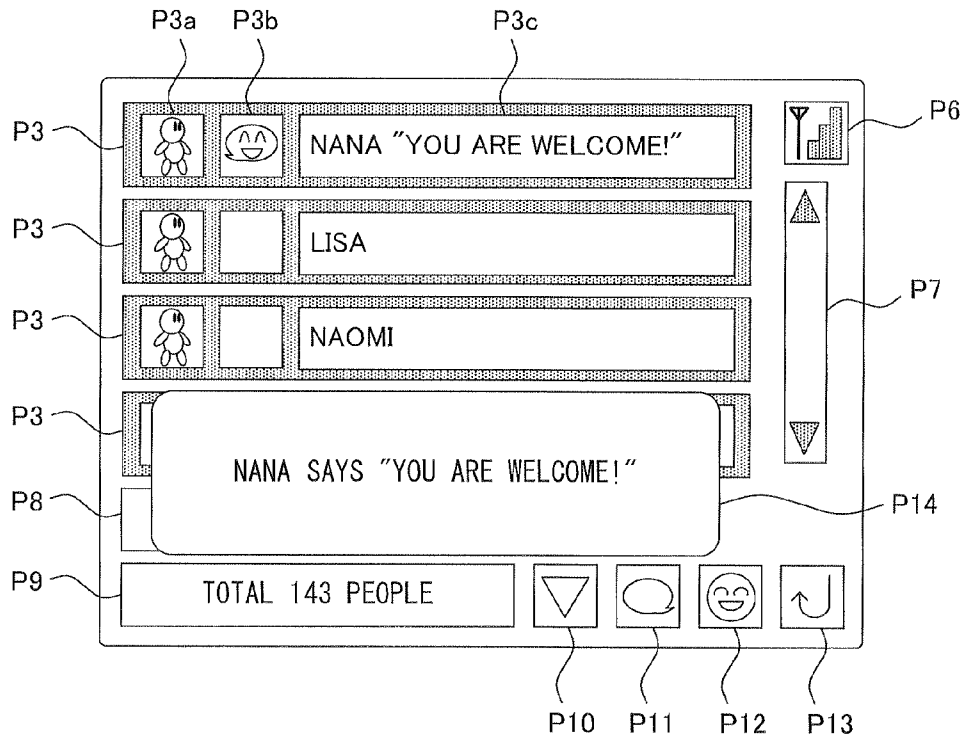 P3a P3b P3c
P3 NANA "YOU ARE WELCOME!" P6
P3 LISA
P7
P3 NAOMI
P3
NANA SAYS "YOU ARE WELCOME!"
P8 P14
P9 TOTAL 143 PEOPLE
P10 P11 P12 P13